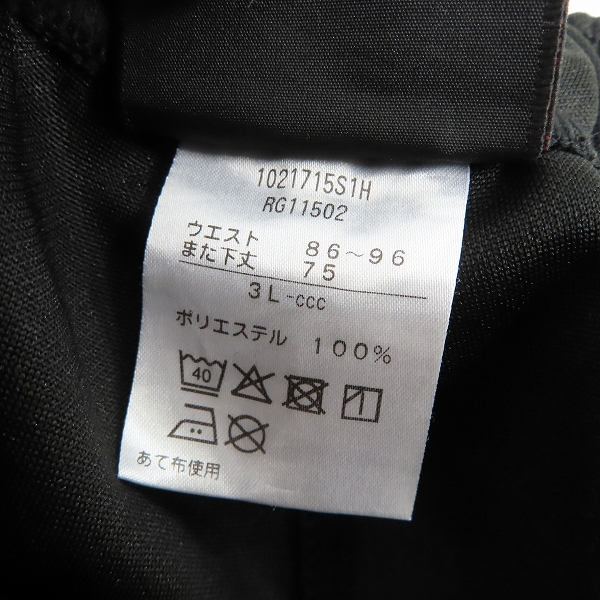 1021715S1H
RG11502
ウエスト 86～96
また下丈 75
3L-ccc
ポリエステル 100%
40
あて布使用